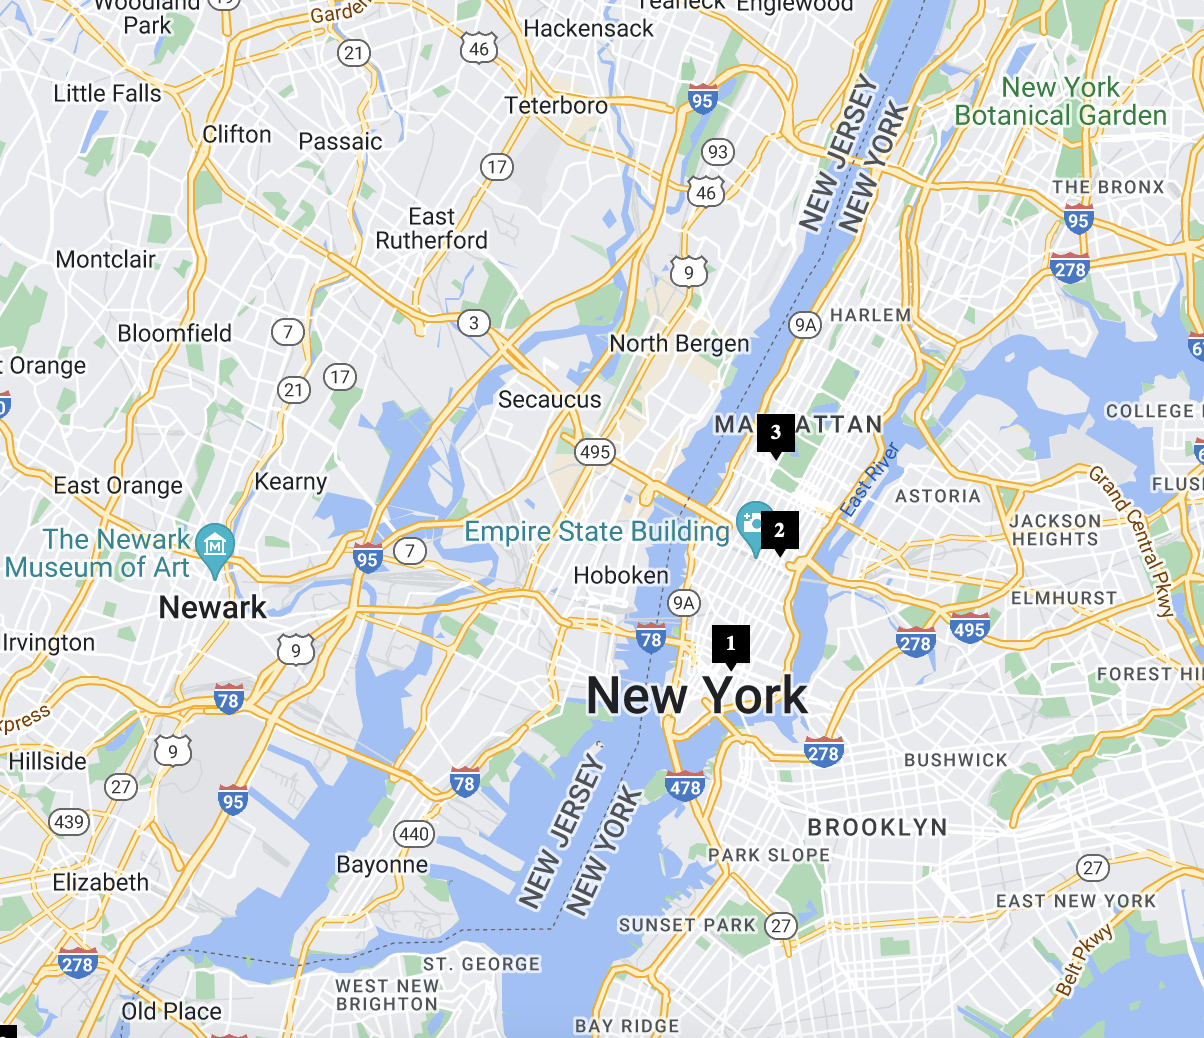 Woodland
Park
19
Garden
Hackensack
Teaneck
Englewood
21
46
Little Falls
Teterboro
95
New York
Botanical Garden
Clifton
Passaic
93
NEW JERSEY
NEW YORK
17
46
THE BRONX
95
East
Rutherford
Montclair
9
278
3
9A
HARLEM
Bloomfield
7
North Bergen
t Orange
17
21
Secaucus
COLLEGE
MA
ATTAN
3
495
East River
East Orange
Kearny
ASTORIA
Grand Central Pkwy
FLUS
The Newark
Museum of Art
Empire State Building
2
JACKSON
HEIGHTS
95
7
Hoboken
Newark
9A
ELMHURST
Irvington
9
78
1
278
495
New York
FOREST HI
78
xpress
9
Hillside
27
95
78
478
278
BUSHWICK
NEW JERSEY
NEW YORK
439
440
BROOKLYN
Bayonne
PARK SLOPE
27
Elizabeth
EAST NEW YORK
SUNSET PARK
27
Belt Pkwy
278
ST. GEORGE
WEST NEW
BRIGHTON
Old Place
BAY RIDGE